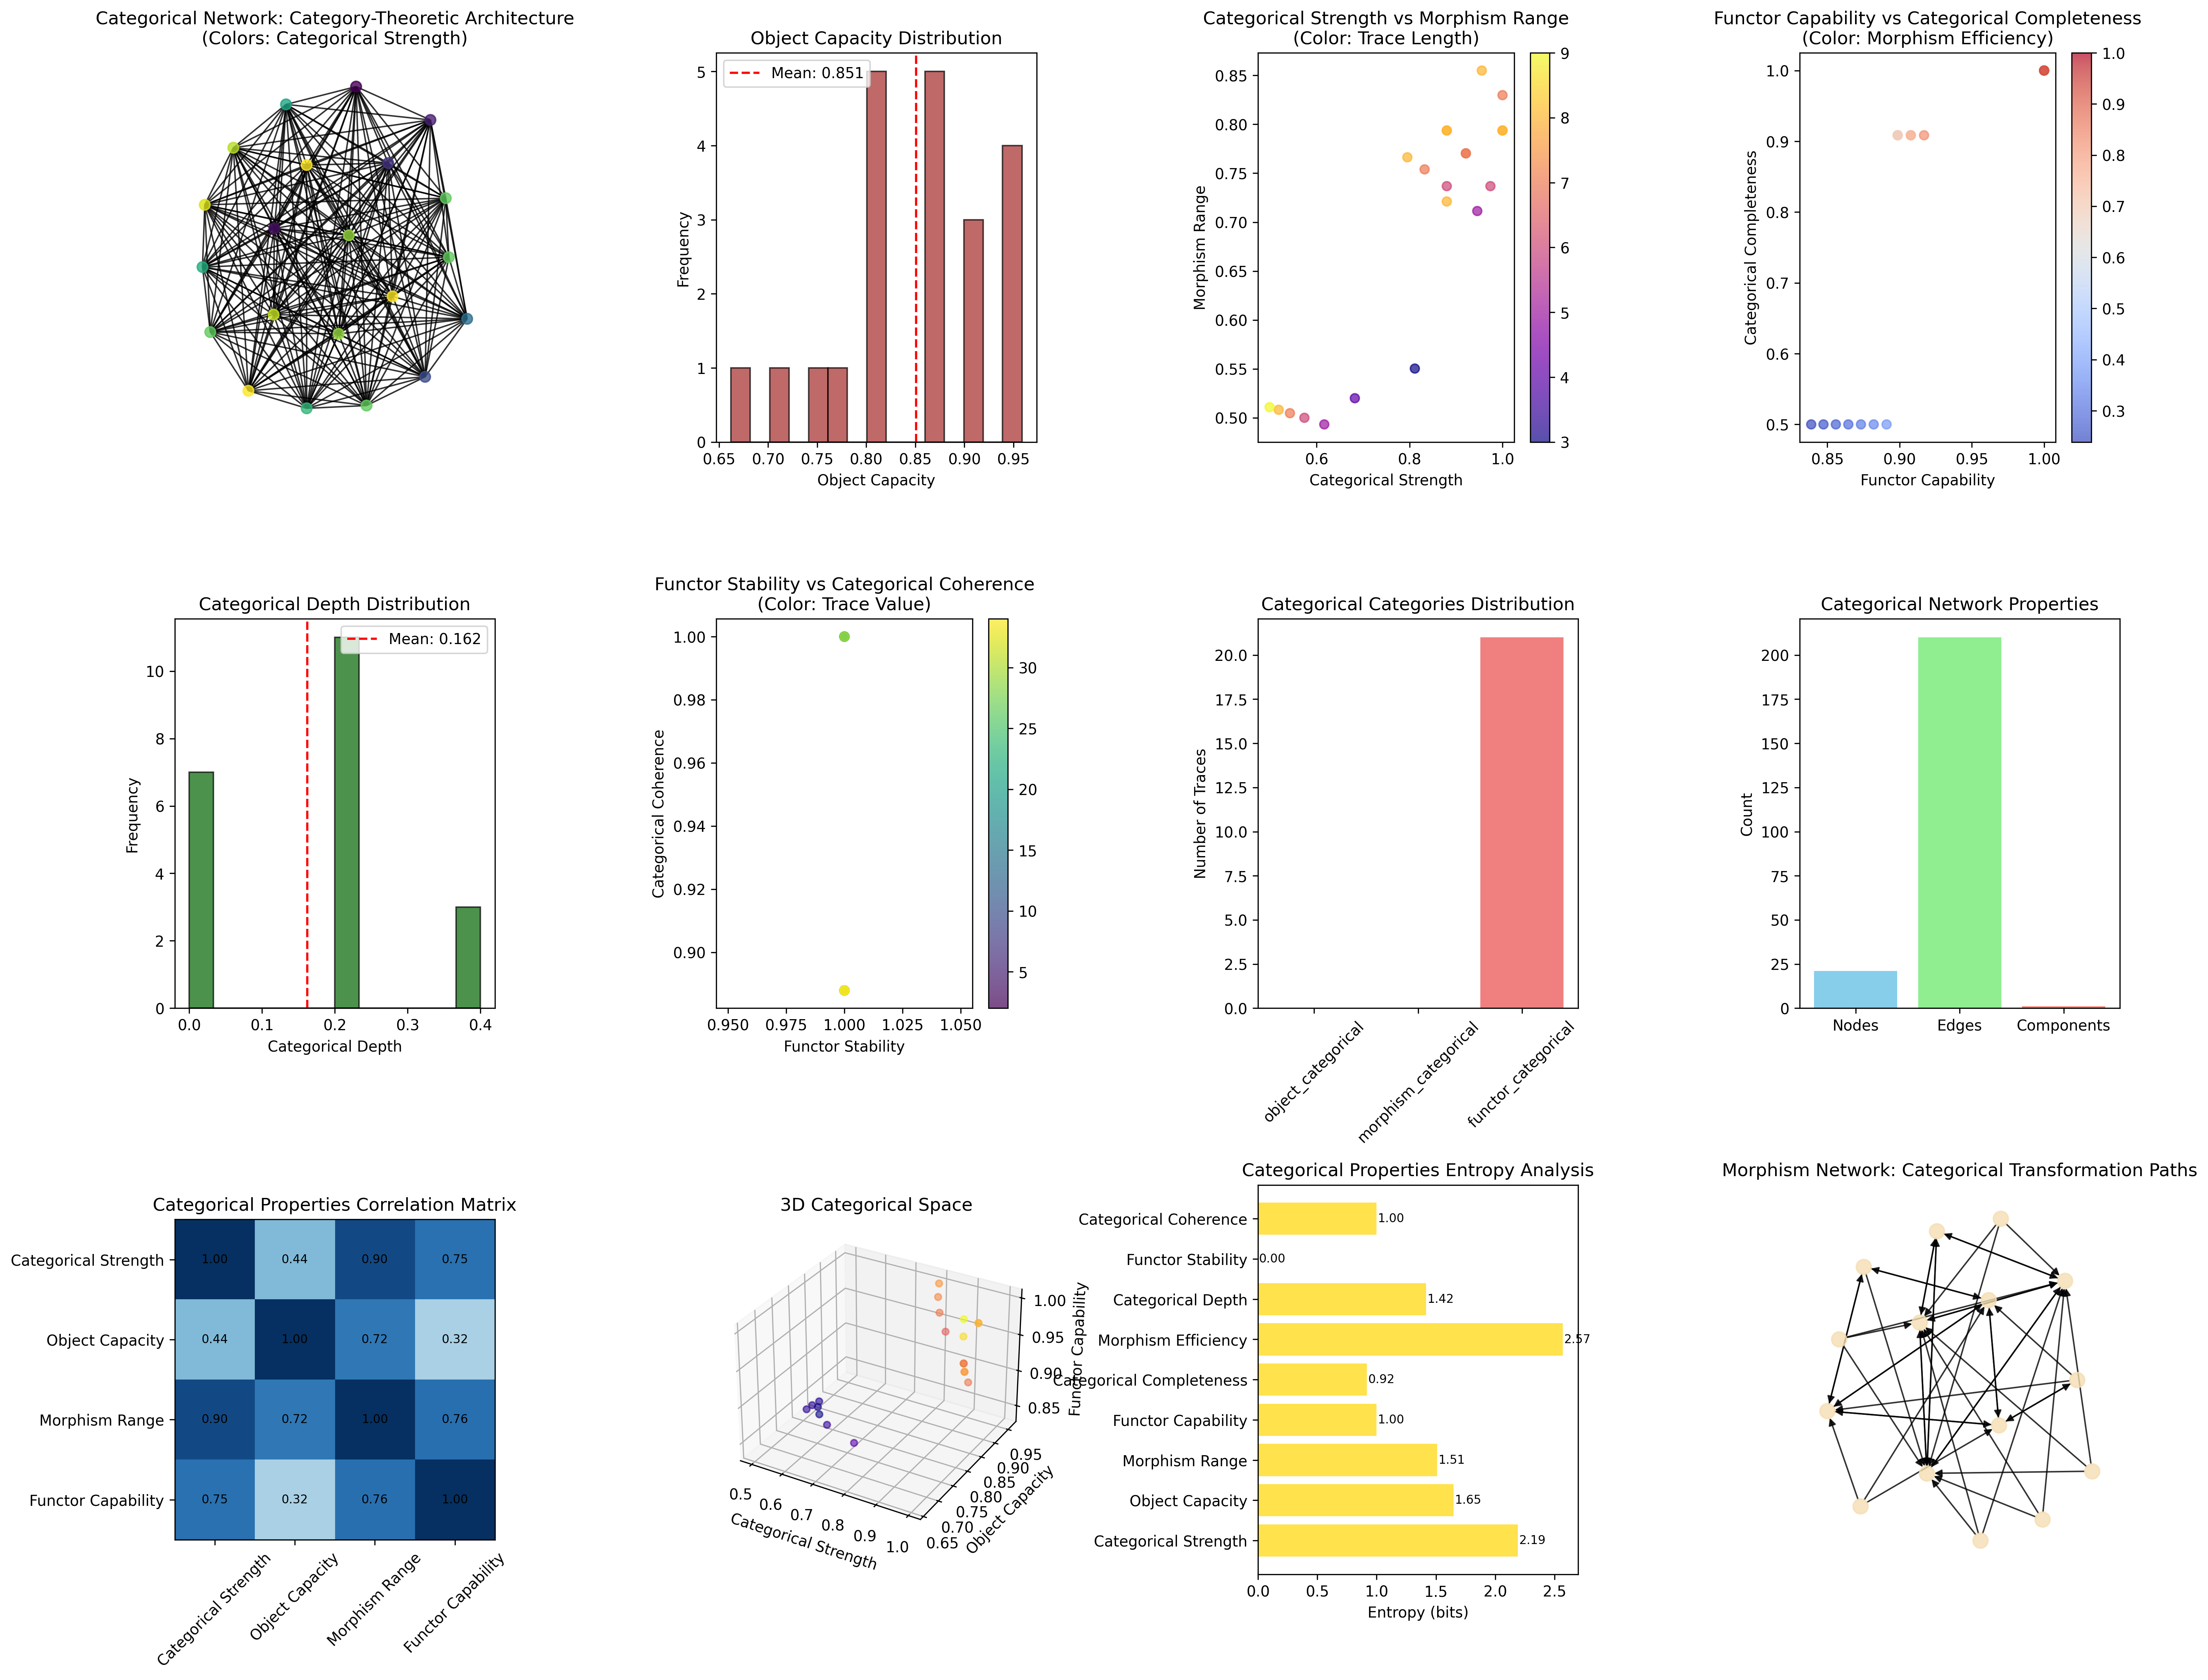 Categorical Network: Category-Theoretic Architecture
(Colors: Categorical Strength)
Object Capacity Distribution
Mean: 0.851
Frequency
5
4
3
2
1
0
0.65 0.70 0.75 0.80 0.85 0.90 0.95
Object Capacity
Categorical Strength vs Morphism Range
(Color: Trace Length)
Morphism Range
0.85
0.80
0.75
0.70
0.65
0.60
0.55
0.50
0.6 0.8 1.0
Categorical Strength
9
8
7
6
5
4
3
Functor Capability vs Categorical Completeness
(Color: Morphism Efficiency)
Categorical Completeness
1.0
0.9
0.8
0.7
0.6
0.5
0.85 0.90 0.95 1.00
Functor Capability
1.0
0.9
0.8
0.7
0.6
0.5
0.4
0.3
Categorical Depth Distribution
Mean: 0.162
Frequency
10
8
6
4
2
0
0.0 0.1 0.2 0.3 0.4
Categorical Depth
Functor Stability vs Categorical Coherence
(Color: Trace Value)
Categorical Coherence
1.00
0.98
0.96
0.94
0.92
0.90
0.950 0.975 1.000 1.025 1.050
Functor Stability
30
25
20
15
10
5
Categorical Categories Distribution
Number of Traces
20.0
17.5
15.0
12.5
10.0
7.5
5.0
2.5
0.0
object_categorical
morphism_categorical
functor_categorical
Categorical Network Properties
Count
200
175
150
125
100
75
50
25
0
Nodes Edges Components
Categorical Properties Correlation Matrix
Categorical Strength 1.00 0.44 0.90 0.75
Object Capacity 0.44 1.00 0.72 0.32
Morphism Range 0.90 0.72 1.00 0.76
Functor Capability 0.75 0.32 0.76 1.00
Categorical Strength
Object Capacity
Morphism Range
Functor Capability
3D Categorical Space
1.00
0.95
0.90
0.85
Functor Capability
0.5 0.6 0.7 0.8 0.9 1.0
Categorical Strength
0.65 0.70 0.75 0.80 0.85 0.90 0.95
Object Capacity
Categorical Properties Entropy Analysis
Categorical Coherence 1.00
Functor Stability 0.00
Categorical Depth 1.42
Morphism Efficiency 2.57
Categorical Completeness 0.92
Functor Capability 1.00
Morphism Range 1.51
Object Capacity 1.65
Categorical Strength 2.19
0.0 0.5 1.0 1.5 2.0 2.5
Entropy (bits)
Morphism Network: Categorical Transformation Paths